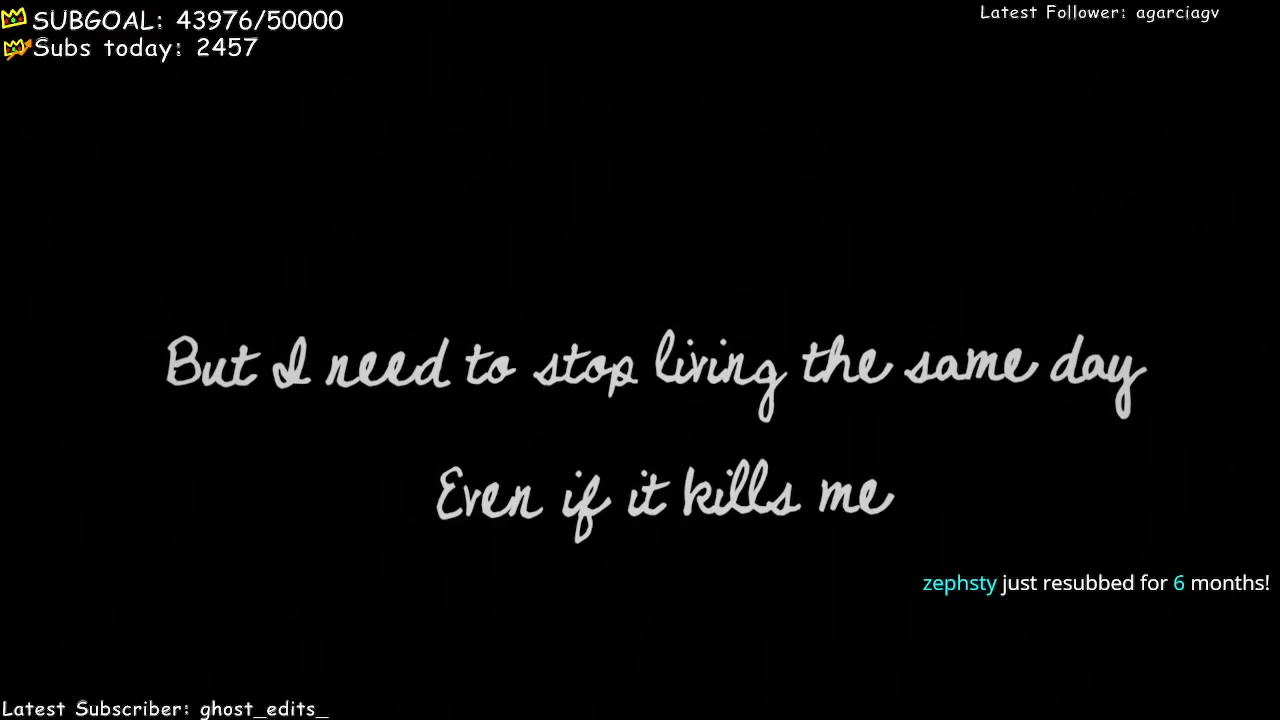 SUBGOAL: 43976/50000
Subs today: 2457
Latest Follower: agarciagv
But I need to stop living the same day
Even if it kills me
zephsty just resubbed for 6 months!
Latest Subscriber: ghost_edits_